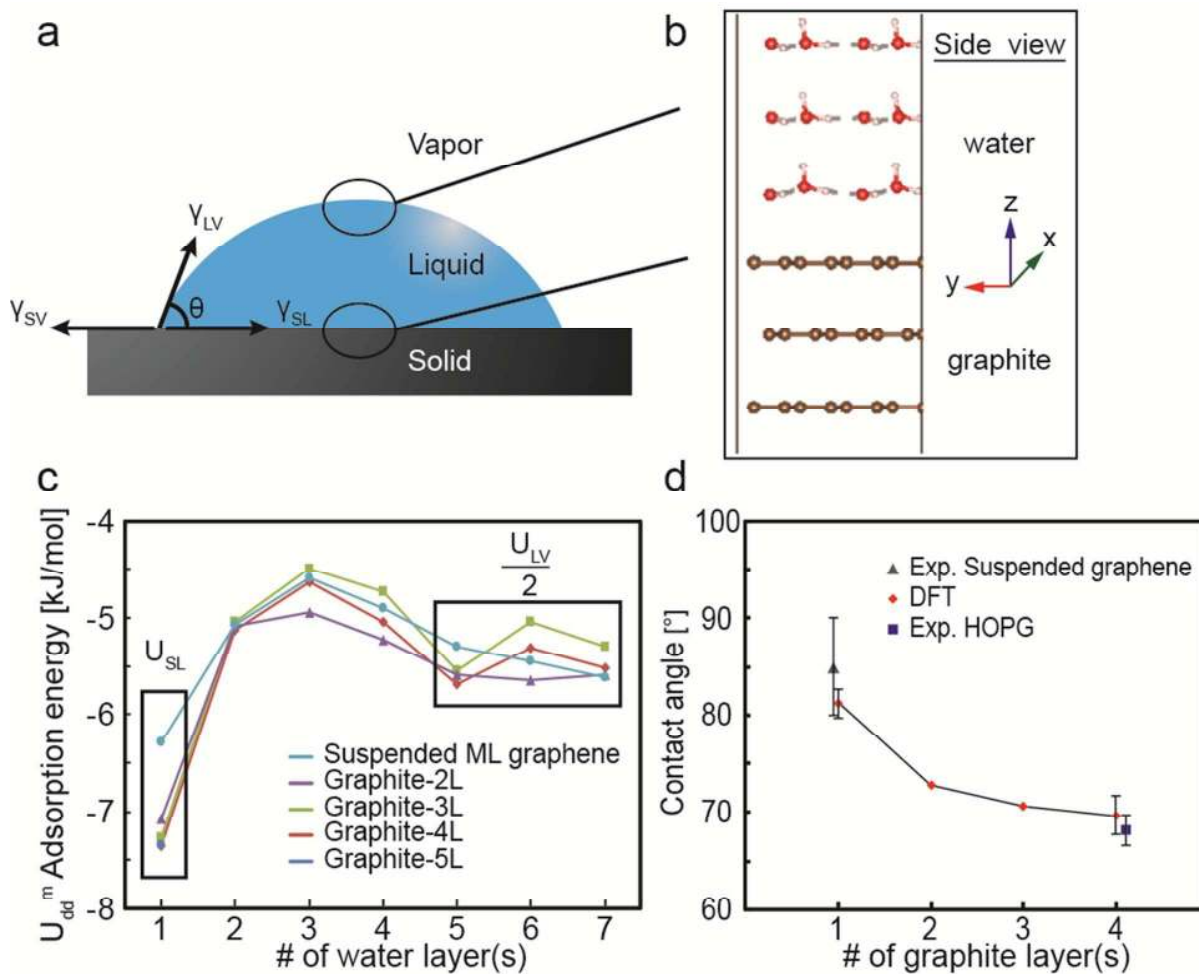 a
Vapor
γLV
Liquid
θ
γSV
γSL
Solid
b
Side view
water
z
x
y
graphite
c
-4
-5
-6
-7
-8
Udd^m Adsorption energy [kJ/mol]
USL
ULV
2
Suspended ML graphene
Graphite-2L
Graphite-3L
Graphite-4L
Graphite-5L
1 2 3 4 5 6 7
# of water layer(s)
d
100
90
80
70
60
Contact angle [°]
Exp. Suspended graphene
DFT
Exp. HOPG
1 2 3 4
# of graphite layer(s)